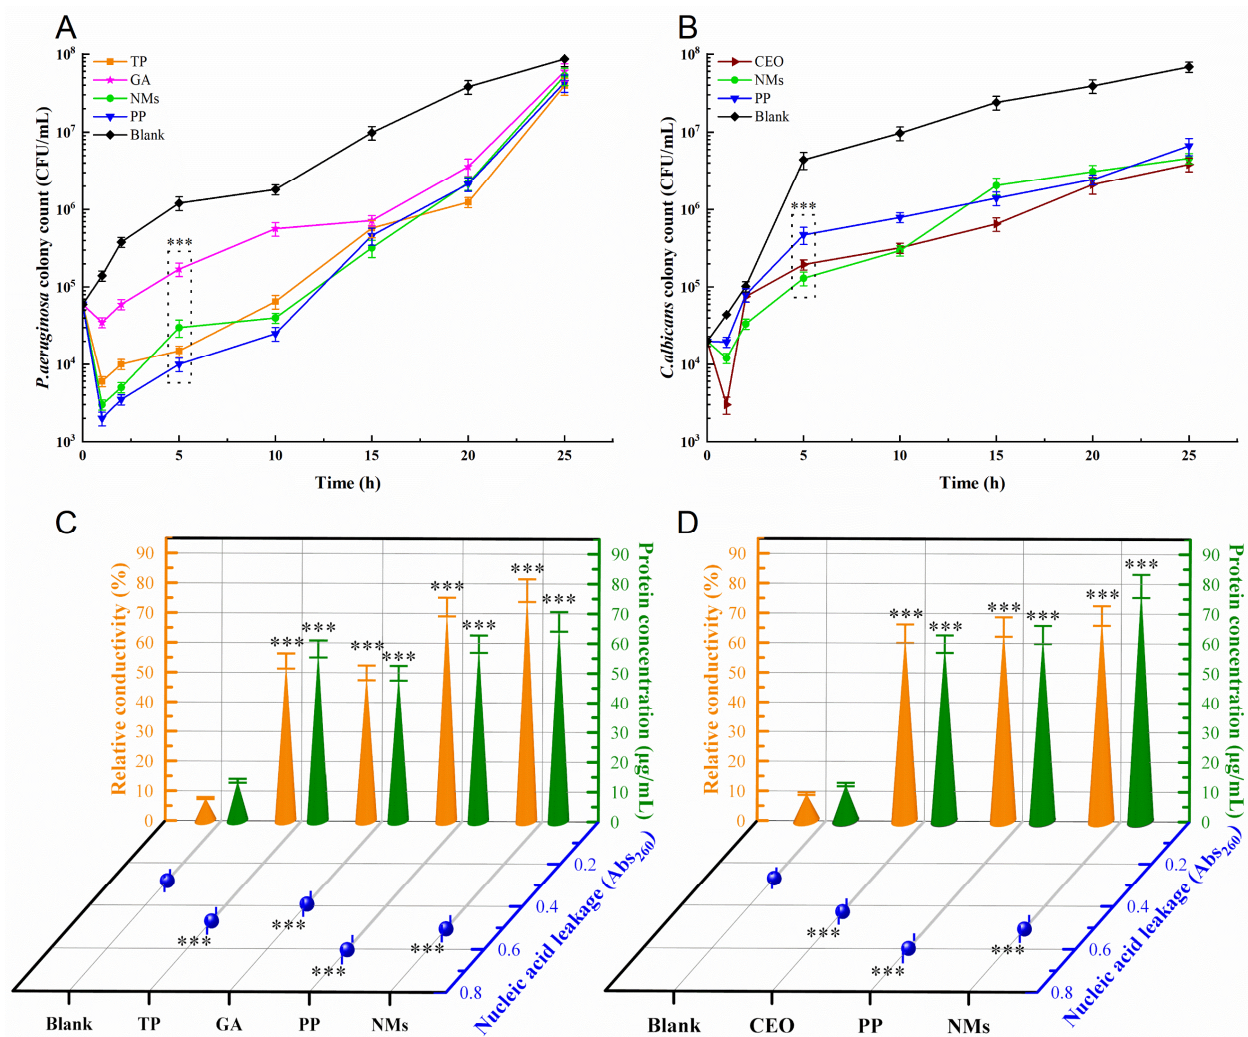 A
P.aeruginosa colony count (CFU/mL)
10⁸
10⁷
10⁶
10⁵
10⁴
10³
TP
GA
NMs
PP
Blank
***
0 5 10 15 20 25
Time (h)
B
C.albicans colony count (CFU/mL)
10⁸
10⁷
10⁶
10⁵
10⁴
10³
CEO
NMs
PP
Blank
***
0 5 10 15 20 25
Time (h)
C
Relative conductivity (%)
90
80
70
60
50
40
30
20
10
0
*** *** *** *** *** *** *** ***
90
80
70
60
50
40
30
20
10
0
Protein concentration (μg/mL)
0.2
0.4
0.6
0.8
Nucleic acid leakage (Abs₂₆₀)
*** *** *** ***
Blank TP GA PP NMs
D
Relative conductivity (%)
90
80
70
60
50
40
30
20
10
0
*** *** *** *** *** ***
90
80
70
60
50
40
30
20
10
0
Protein concentration (μg/mL)
0.2
0.4
0.6
0.8
Nucleic acid leakage (Abs₂₆₀)
*** *** ***
Blank CEO PP NMs